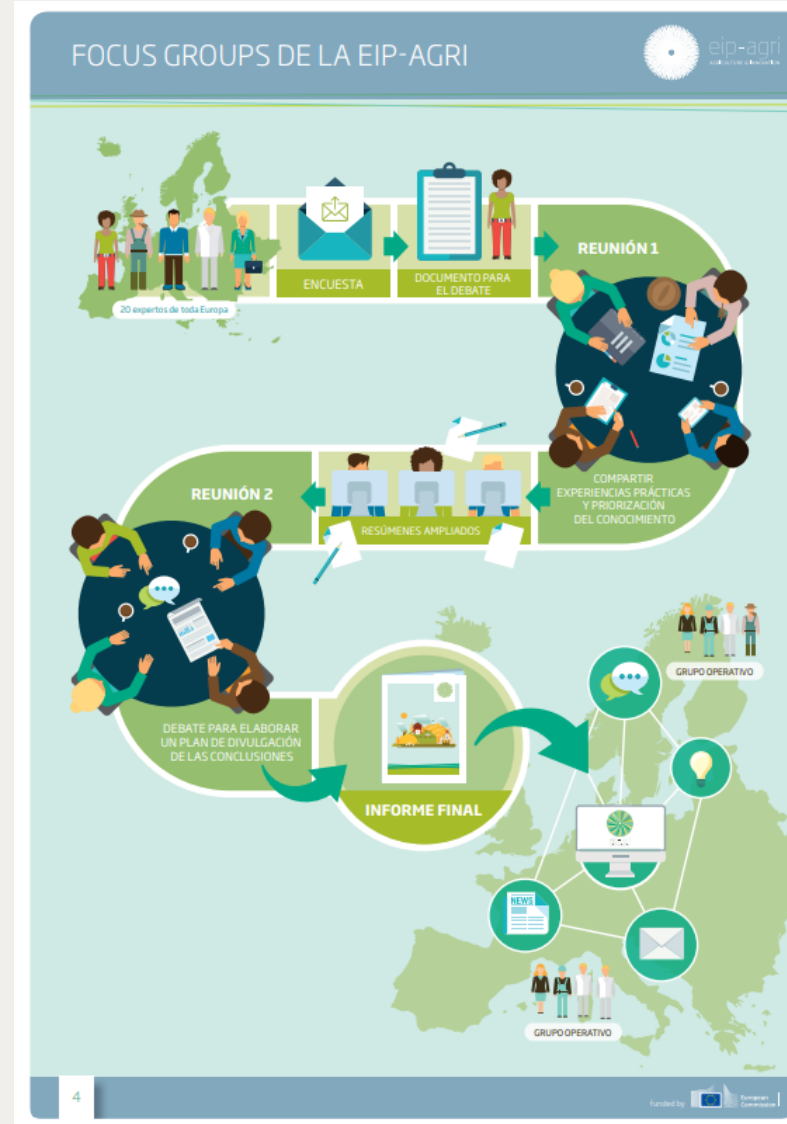 FOCUS GROUPS DE LA EIP-AGRI
eip-agri
AGRICULTURE & INNOVATION
20 expertos de toda Europa
ENCUESTA
DOCUMENTO PARA
EL DEBATE
REUNIÓN 1
COMPARTIR
EXPERIENCIAS PRÁCTICAS
Y PRIORIZACIÓN
DEL CONOCIMIENTO
RESÚMENES AMPLIADOS
REUNIÓN 2
DEBATE PARA ELABORAR
UN PLAN DE DIVULGACIÓN
DE LAS CONCLUSIONES
INFORME FINAL
GRUPO OPERATIVO
NEWS
GRUPO OPERATIVO
4
funded by
European
Commission